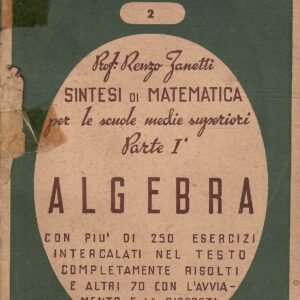 2
Prof. Renzo Zanetti
SINTESI DI MATEMATICA
per le scuole medie superiori
Parte Iª
ALGEBRA
CON PIU' DI 250 ESERCIZI
INTERCALATI NEL TESTO
COMPLETAMENTE RISOLTI
E ALTRI 70 CON L'AVVIA-